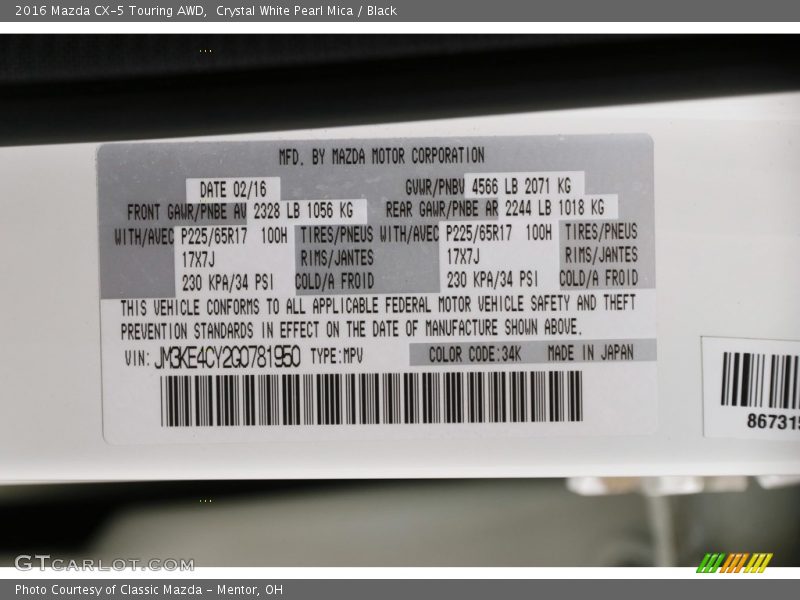 2016 Mazda CX-5 Touring AWD,  Crystal White Pearl Mica / Black
MFD. BY MAZDA MOTOR CORPORATION
DATE 02/16 GVWR/PNBV 4566 LB 2071 KG
FRONT GAWR/PNBE AV 2328 LB 1056 KG REAR GAWR/PNBE AR 2244 LB 1018 KG
WITH/AVEC P225/65R17 100H TIRES/PNEUS WITH/AVEC P225/65R17 100H TIRES/PNEUS
17X7J RIMS/JANTES 17X7J RIMS/JANTES
230 KPA/34 PSI COLD/A FROID 230 KPA/34 PSI COLD/A FROID
THIS VEHICLE CONFORMS TO ALL APPLICABLE FEDERAL MOTOR VEHICLE SAFETY AND THEFT
PREVENTION STANDARDS IN EFFECT ON THE DATE OF MANUFACTURE SHOWN ABOVE.
VIN: JM3KE4CY2G0781950 TYPE:MPV COLOR CODE:34K MADE IN JAPAN
867315
GTCARLOT.COM
Photo Courtesy of Classic Mazda - Mentor, OH